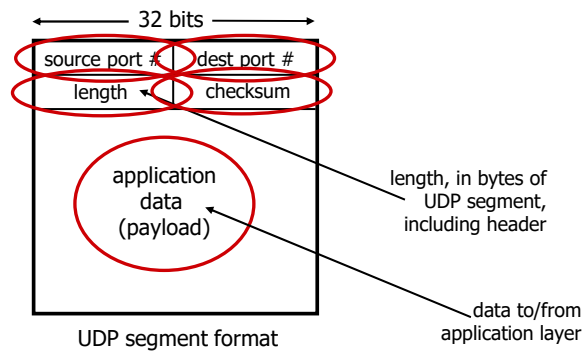 32 bits
source port # dest port #
length checksum
application
data
(payload)
length, in bytes of
UDP segment,
including header
data to/from
application layer
UDP segment format